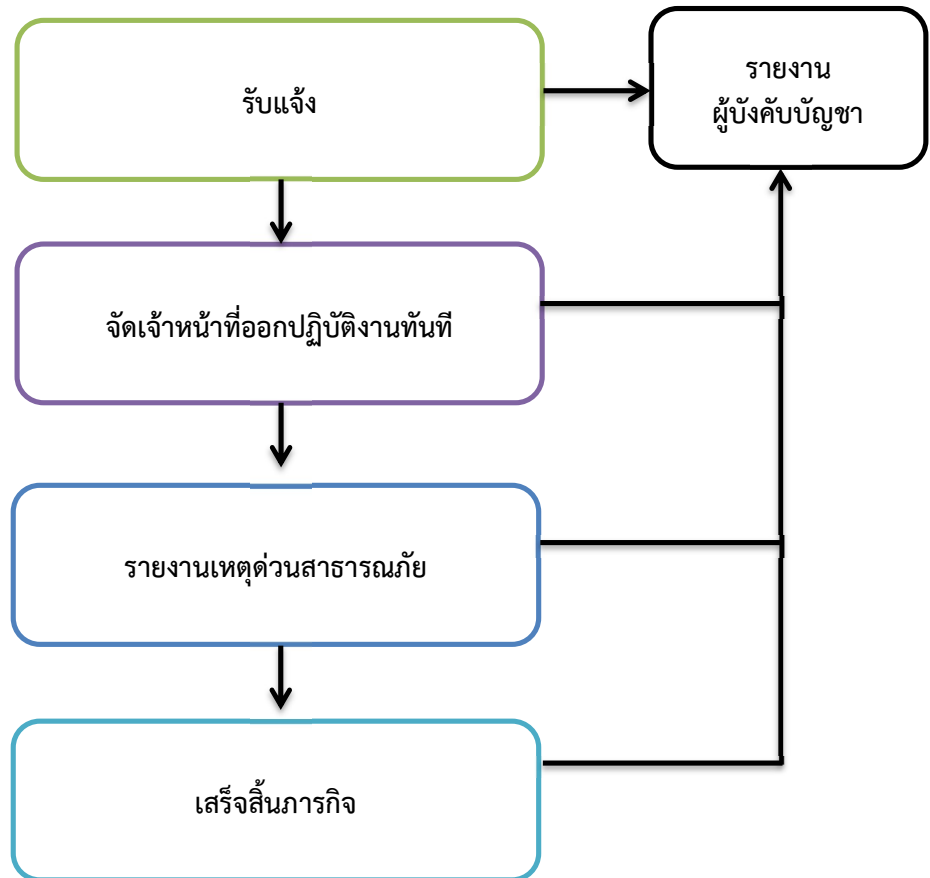 รับแจ้ง
รายงาน
ผู้บังคับบัญชา
จัดเจ้าหน้าที่ออกปฏิบัติงานทันที
รายงานเหตุด่วนสาธารณภัย
เสร็จสิ้นภารกิจ